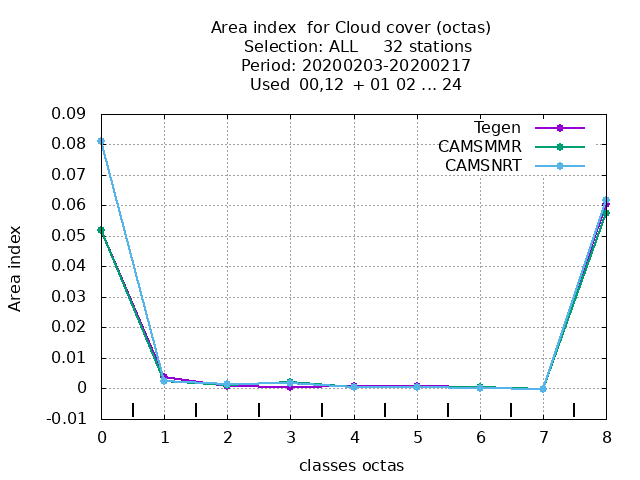 Area index  for Cloud cover (octas)
Selection: ALL     32 stations
Period: 20200203-20200217
Used  00,12  + 01 02 ... 24
Tegen
CAMSMMR
CAMSNRT
0.09
0.08
0.07
0.06
0.05
0.04
0.03
0.02
0.01
0
-0.01
Area index
0 1 2 3 4 5 6 7 8
classes octas